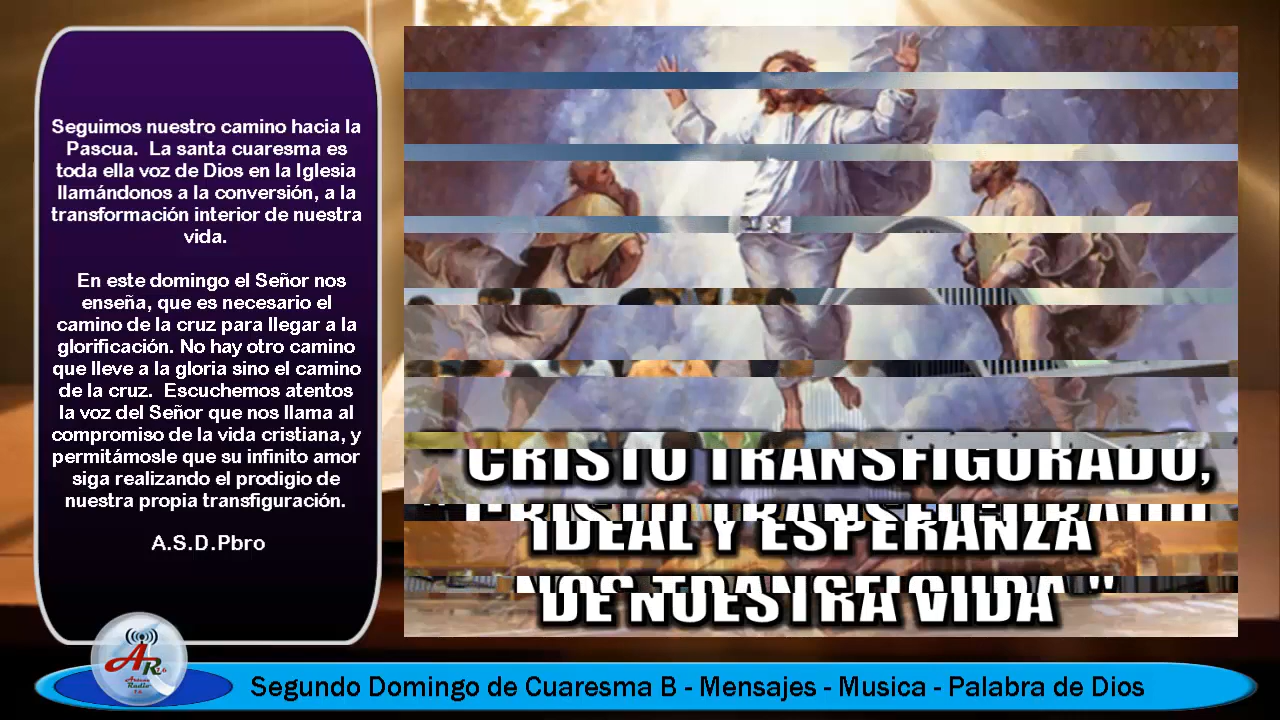 Seguimos nuestro camino hacia la
Pascua. La santa cuaresma es
toda ella voz de Dios en la Iglesia
llamándonos a la conversión, a la
transformación interior de nuestra
vida.
En este domingo el Señor nos
enseña, que es necesario el
camino de la cruz para llegar a la
glorificación. No hay otro camino
que lleve a la gloria sino el camino
de la cruz. Escuchemos atentos
la voz del Señor que nos llama al
compromiso de la vida cristiana, y
permitámosle que su infinito amor
siga realizando el prodigio de
nuestra propia transfiguración.
A.S.D.Pbro
CRISTO TRANSFIGURADO,
" CRISTO TRANSFIGURADO
IDEAL Y ESPERANZA
NOS TRANSFIGURA "
DE NUESTRA VIDA
AR
Segundo Domingo de Cuaresma B - Mensajes - Musica - Palabra de Dios